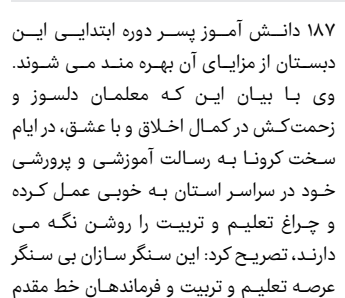 ۱۸۷ دانش آموز پسر دوره ابتدایی این
دبستان از مزایای آن بهره مند می شوند.
وی با بیان این که معلمان دلسوز و
زحمت‌کش در کمال اخلاق و با عشق، در ایام
سخت کرونا به رسالت آموزشی و پرورشی
خود در سراسر استان به خوبی عمل کرده
و چراغ تعلیم و تربیت را روشن نگه می
دارند، تصریح کرد: این سنگر سازان بی سنگر
عرصه تعلیم و تربیت و فرماندهان خط مقدم